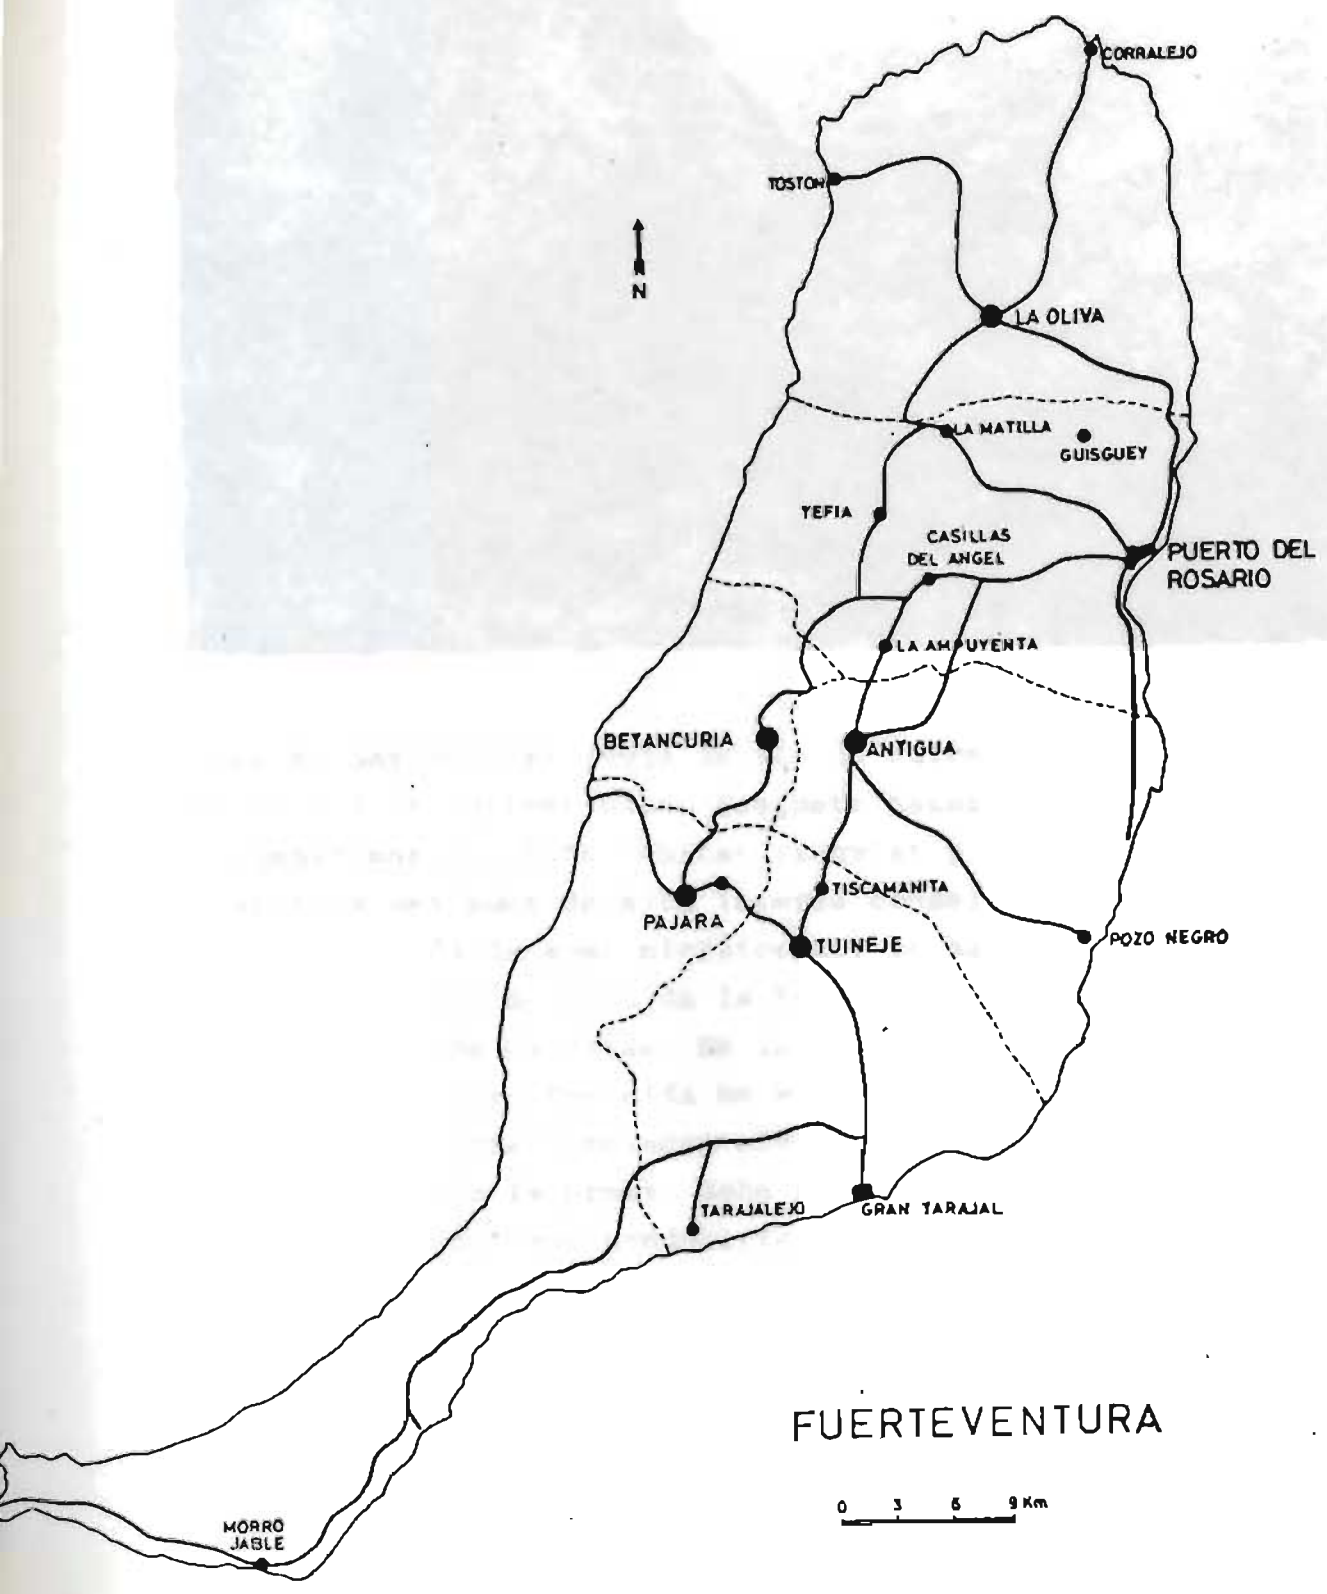 CORRALEJO
TOSTON
N
LA OLIVA
LA MATILLA
GUISGUEY
TEFIA
CASILLAS
DEL ANGEL
PUERTO DEL
ROSARIO
LA AMPUYENTA
BETANCURIA
ANTIGUA
TISCAMANITA
PAJARA
TUINEJE
POZO NEGRO
TARAJALEJO
GRAN TARAJAL
FUERTEVENTURA
0 3 6 9 Km
MORRO
JABLE